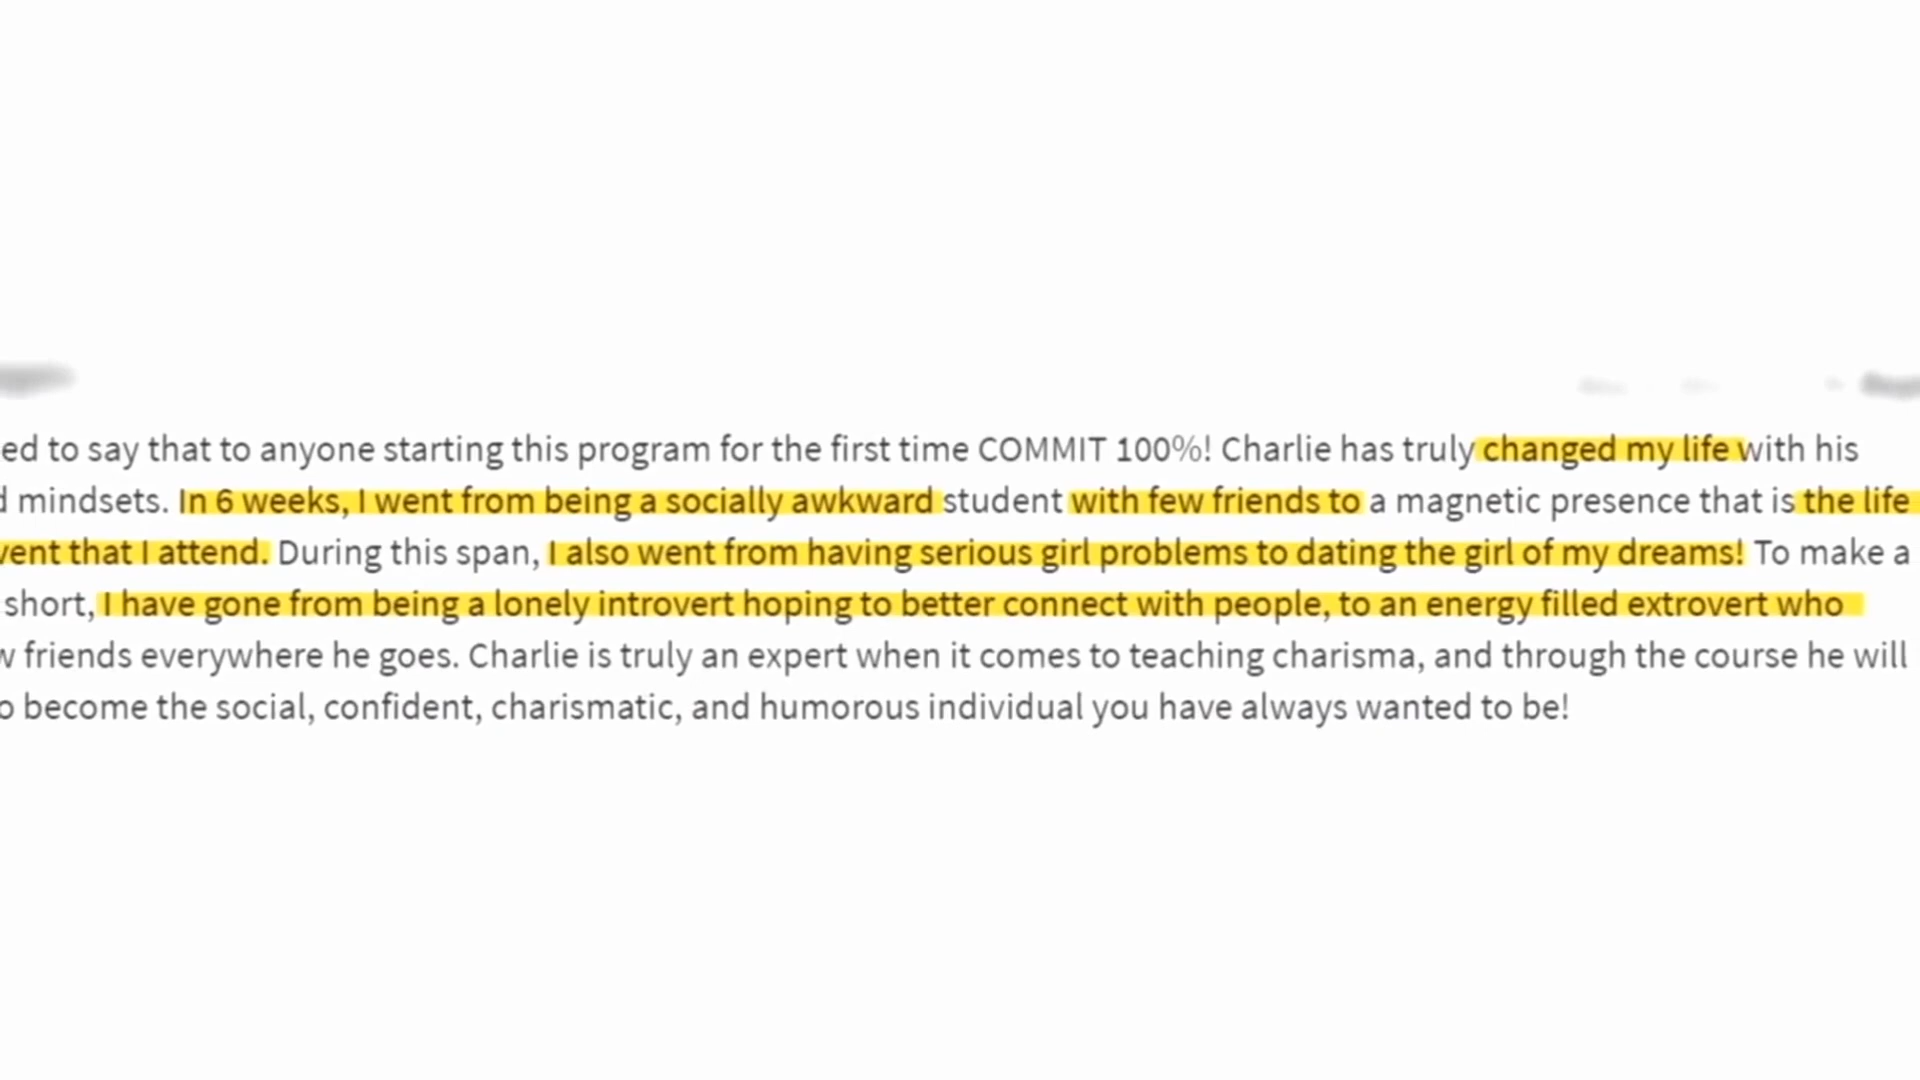 ed to say that to anyone starting this program for the first time COMMIT 100%! Charlie has truly changed my life with his
d mindsets. In 6 weeks, I went from being a socially awkward student with few friends to a magnetic presence that is the life
vent that I attend. During this span, I also went from having serious girl problems to dating the girl of my dreams! To make a
short, I have gone from being a lonely introvert hoping to better connect with people, to an energy filled extrovert who
w friends everywhere he goes. Charlie is truly an expert when it comes to teaching charisma, and through the course he will
o become the social, confident, charismatic, and humorous individual you have always wanted to be!